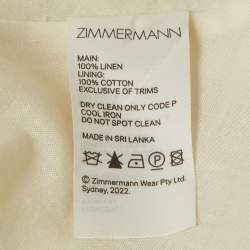 ZIMMERMANN
MAIN:
100% LINEN
LINING:
100% COTTON
EXCLUSIVE OF TRIMS
DRY CLEAN ONLY CODE P
COOL IRON
DO NOT SPOT CLEAN
MADE IN SRI LANKA
P
© Zimmermann Wear Pty Ltd.
Sydney, 2022.